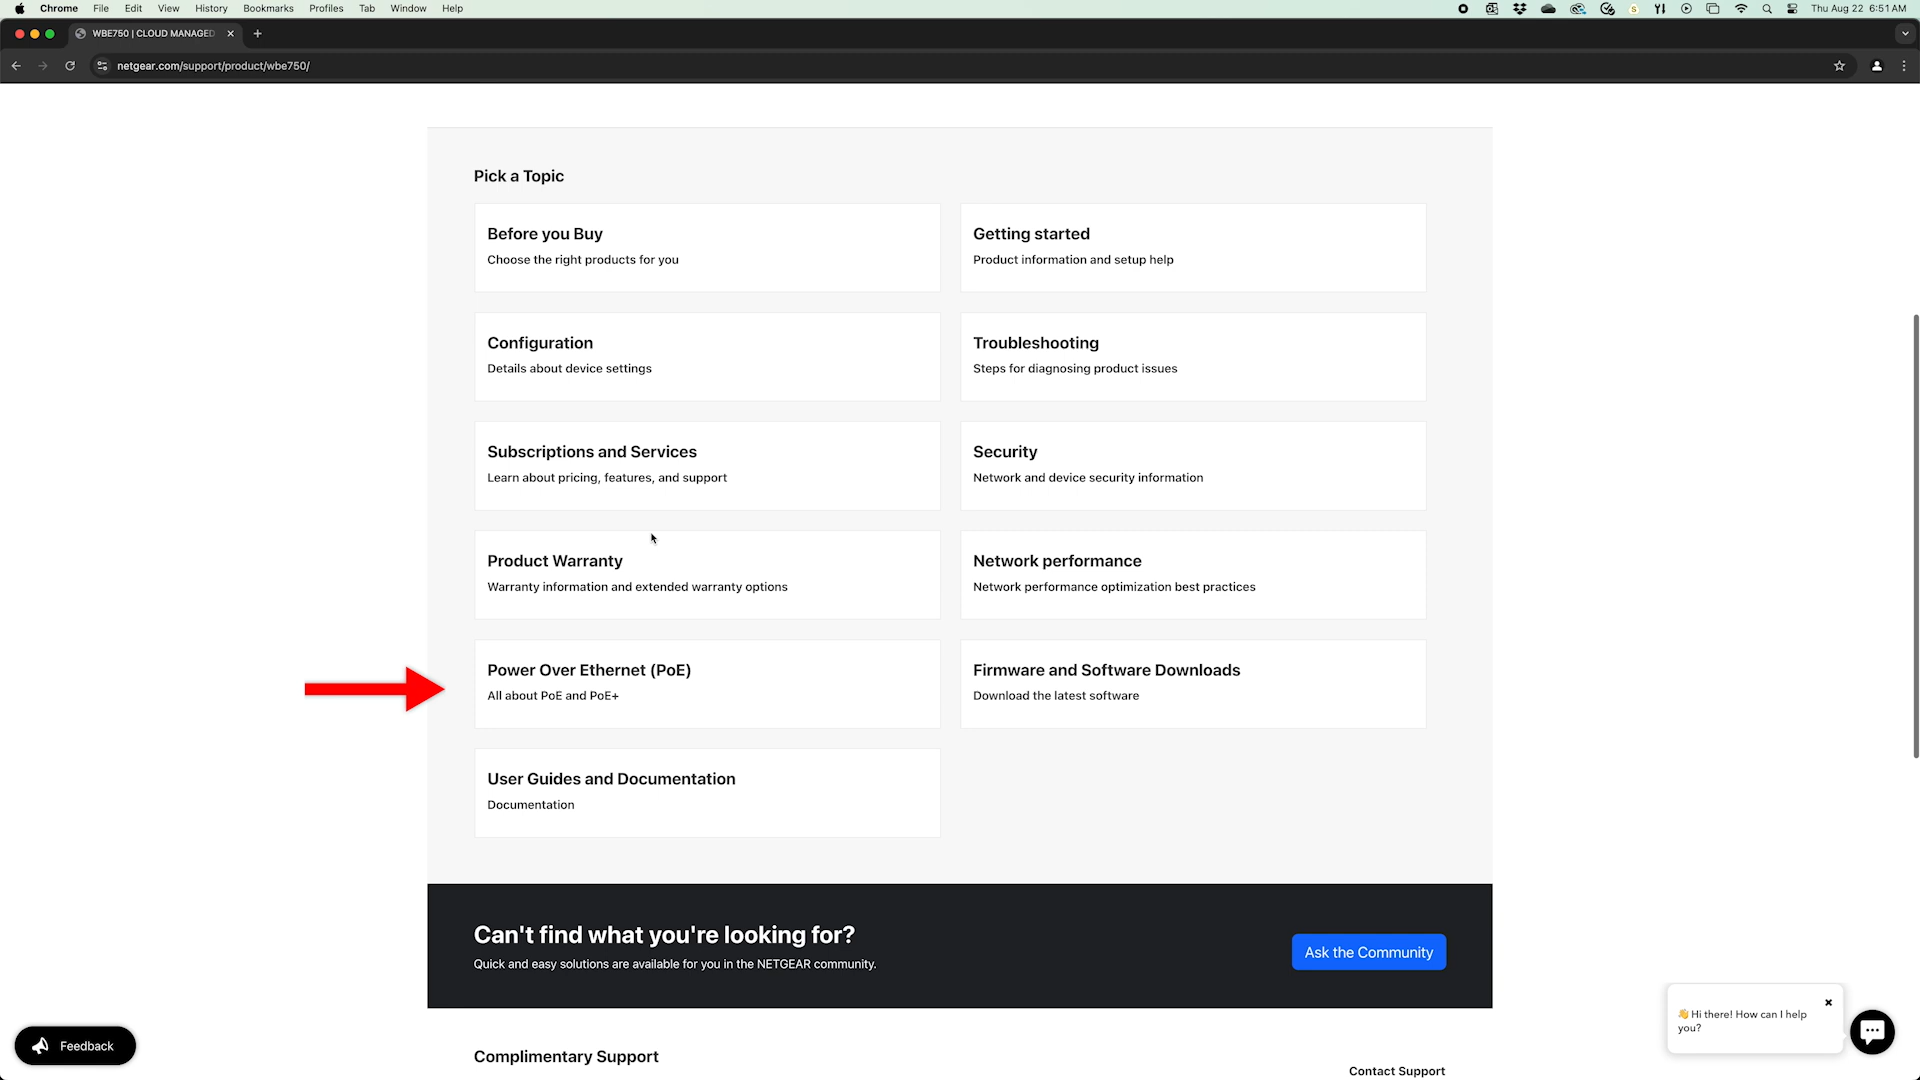 Chrome File Edit View History Bookmarks Profiles Tab Window Help
Thu Aug 22 6:51 AM
WBE750 | CLOUD MANAGED
netgear.com/support/product/wbe750/
Pick a Topic
Before you Buy
Choose the right products for you
Getting started
Product information and setup help
Configuration
Details about device settings
Troubleshooting
Steps for diagnosing product issues
Subscriptions and Services
Learn about pricing, features, and support
Security
Network and device security information
Product Warranty
Warranty information and extended warranty options
Network performance
Network performance optimization best practices
Power Over Ethernet (PoE)
All about PoE and PoE+
Firmware and Software Downloads
Download the latest software
User Guides and Documentation
Documentation
Can't find what you're looking for?
Quick and easy solutions are available for you in the NETGEAR community.
Ask the Community
👋 Hi there! How can I help
you?
Feedback
Complimentary Support
Contact Support